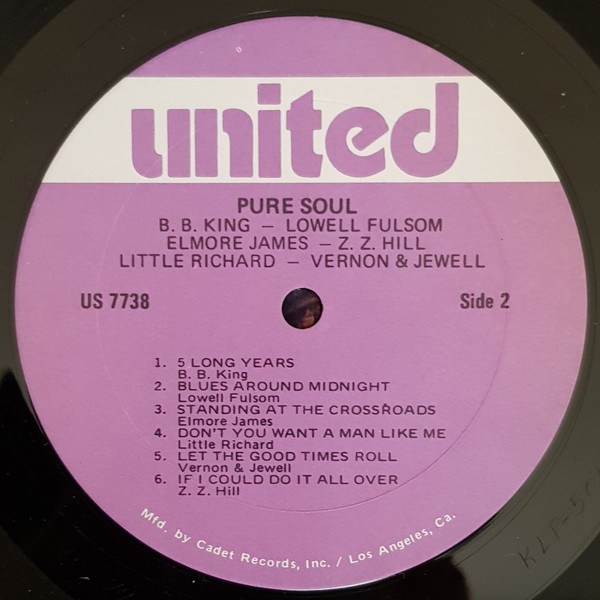 united
PURE SOUL
B. B. KING — LOWELL FULSOM
ELMORE JAMES — Z. Z. HILL
LITTLE RICHARD — VERNON & JEWELL
US 7738
Side 2
1. 5 LONG YEARS
B. B. King
2. BLUES AROUND MIDNIGHT
Lowell Fulsom
3. STANDING AT THE CROSSROADS
Elmore James
4. DON'T YOU WANT A MAN LIKE ME
Little Richard
5. LET THE GOOD TIMES ROLL
Vernon & Jewell
6. IF I COULD DO IT ALL OVER
Z. Z. Hill
Mfd. by Cadet Records, Inc. / Los Angeles, Ca.